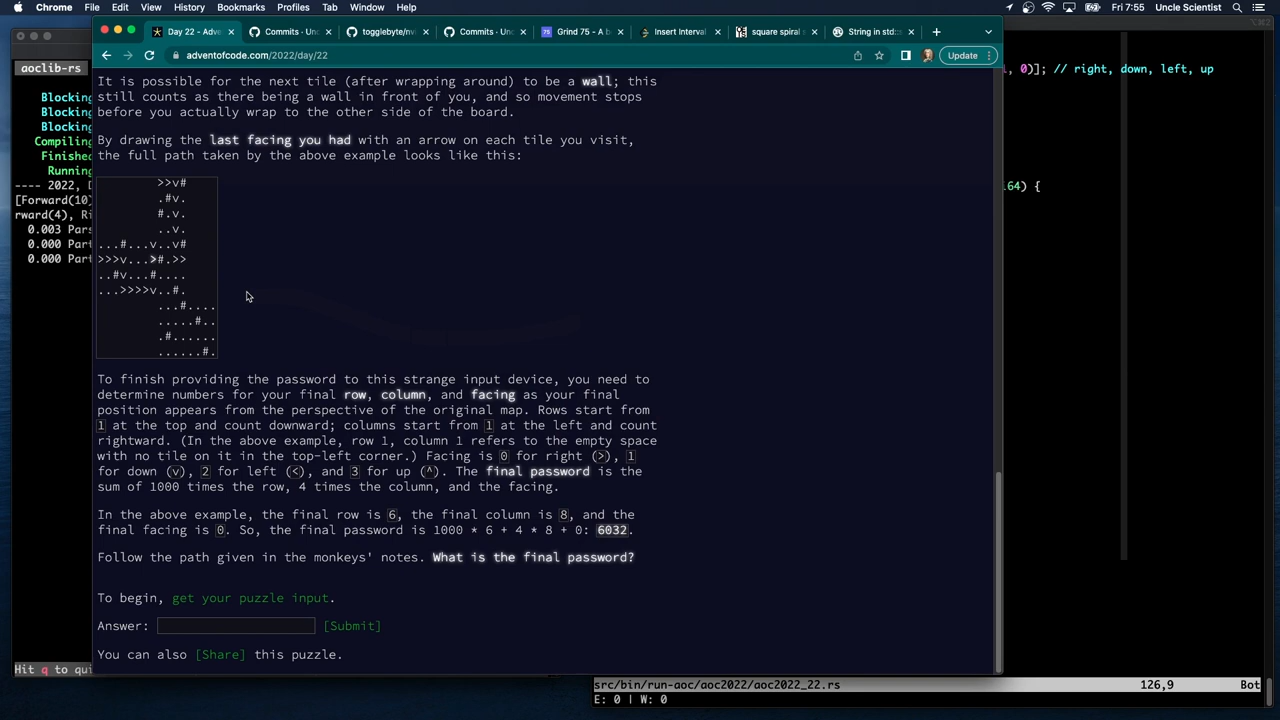 Chrome File Edit View History Bookmarks Profiles Tab Window Help Fri 7:55 Uncle Scientist
Day 22 - Adve Commits · togglebyte/nvi Commits · Unc Grind 75 - A b Insert Interval square spiral s String in std::s
adventofcode.com/2022/day/22 Update
aoclib-rs
Blocking
Blocking
Blocking
Compiling
Finished
Running
---- 2022,
[Forward(10)
rward(4), Ri
0.003 Pars
0.000 Part
0.000 Part
Hit q to qui
It is possible for the next tile (after wrapping around) to be a wall; this
still counts as there being a wall in front of you, and so movement stops
before you actually wrap to the other side of the board.
By drawing the last facing you had with an arrow on each tile you visit,
the full path taken by the above example looks like this:
        >>v#
        .#v.
        #.v.
        ..v.
...#...v..v#
>>>v...>#.>>
..#v...#....
...>>>>v..#.
        ...#....
        .....#..
        .#......
        ......#.
To finish providing the password to this strange input device, you need to
determine numbers for your final row, column, and facing as your final
position appears from the perspective of the original map. Rows start from
1 at the top and count downward; columns start from 1 at the left and count
rightward. (In the above example, row 1, column 1 refers to the empty space
with no tile on it in the top-left corner.) Facing is 0 for right (>), 1
for down (v), 2 for left (<), and 3 for up (^). The final password is the
sum of 1000 times the row, 4 times the column, and the facing.
In the above example, the final row is 6, the final column is 8, and the
final facing is 0. So, the final password is 1000 * 6 + 4 * 8 + 0: 6032.
Follow the path given in the monkeys' notes. What is the final password?
To begin, get your puzzle input.
Answer: [Submit]
You can also [Share] this puzzle.
, 0)]; // right, down, left, up
i64) {
src/bin/run-aoc/aoc2022/aoc2022_22.rs 126,9 Bot
E: 0 | W: 0